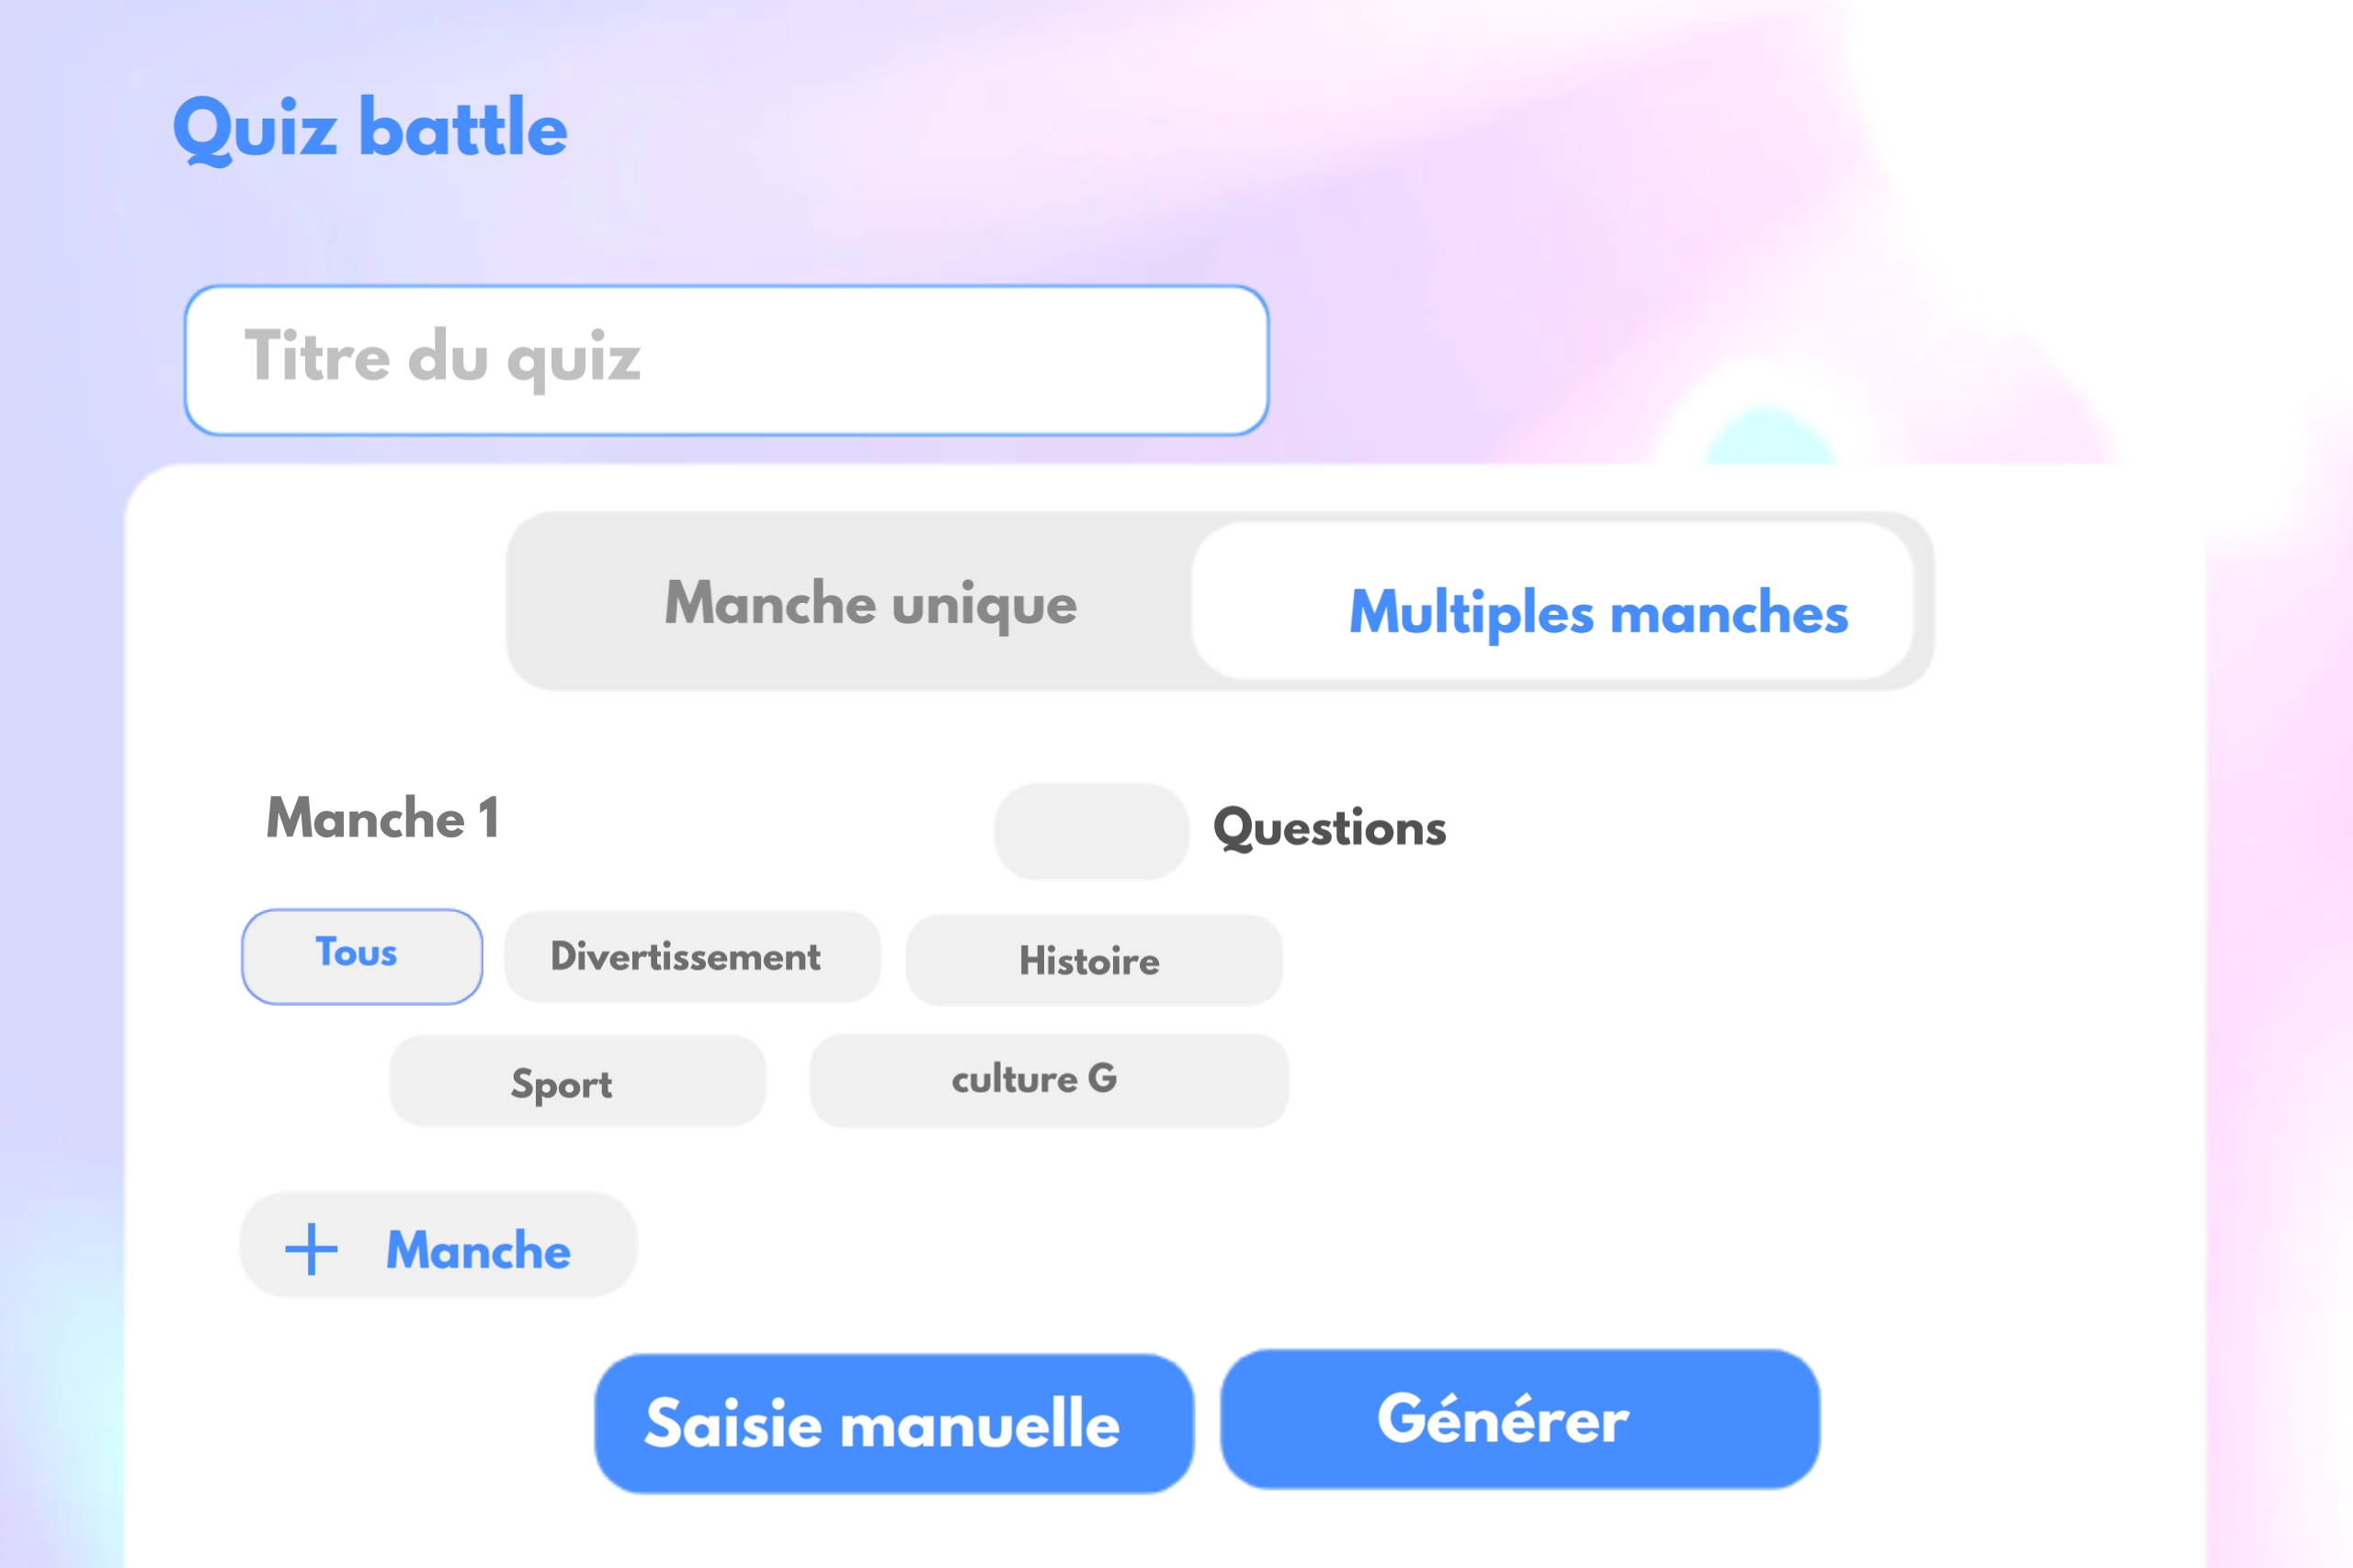 Quiz battle
Titre du quiz
Manche unique
Multiples manches
Manche 1
Questions
Tous
Divertissement
Histoire
Sport
culture G
+ Manche
Saisie manuelle
Générer